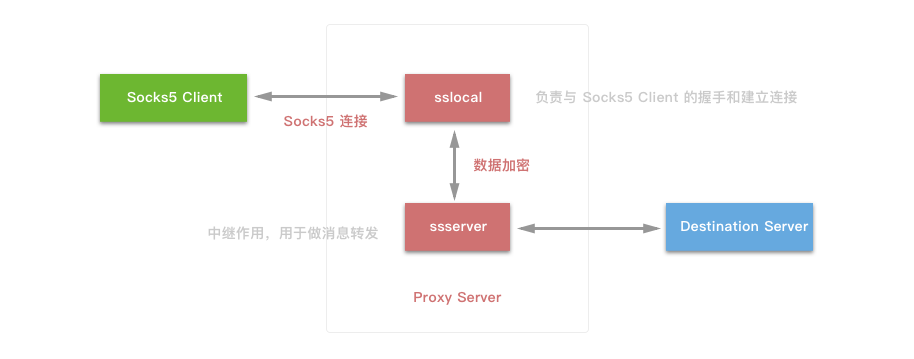 Socks5 Client
sslocal
负责与 Socks5 Client 的握手和建立连接
Socks5 连接
数据加密
ssserver
Destination Server
中继作用，用于做消息转发
Proxy Server